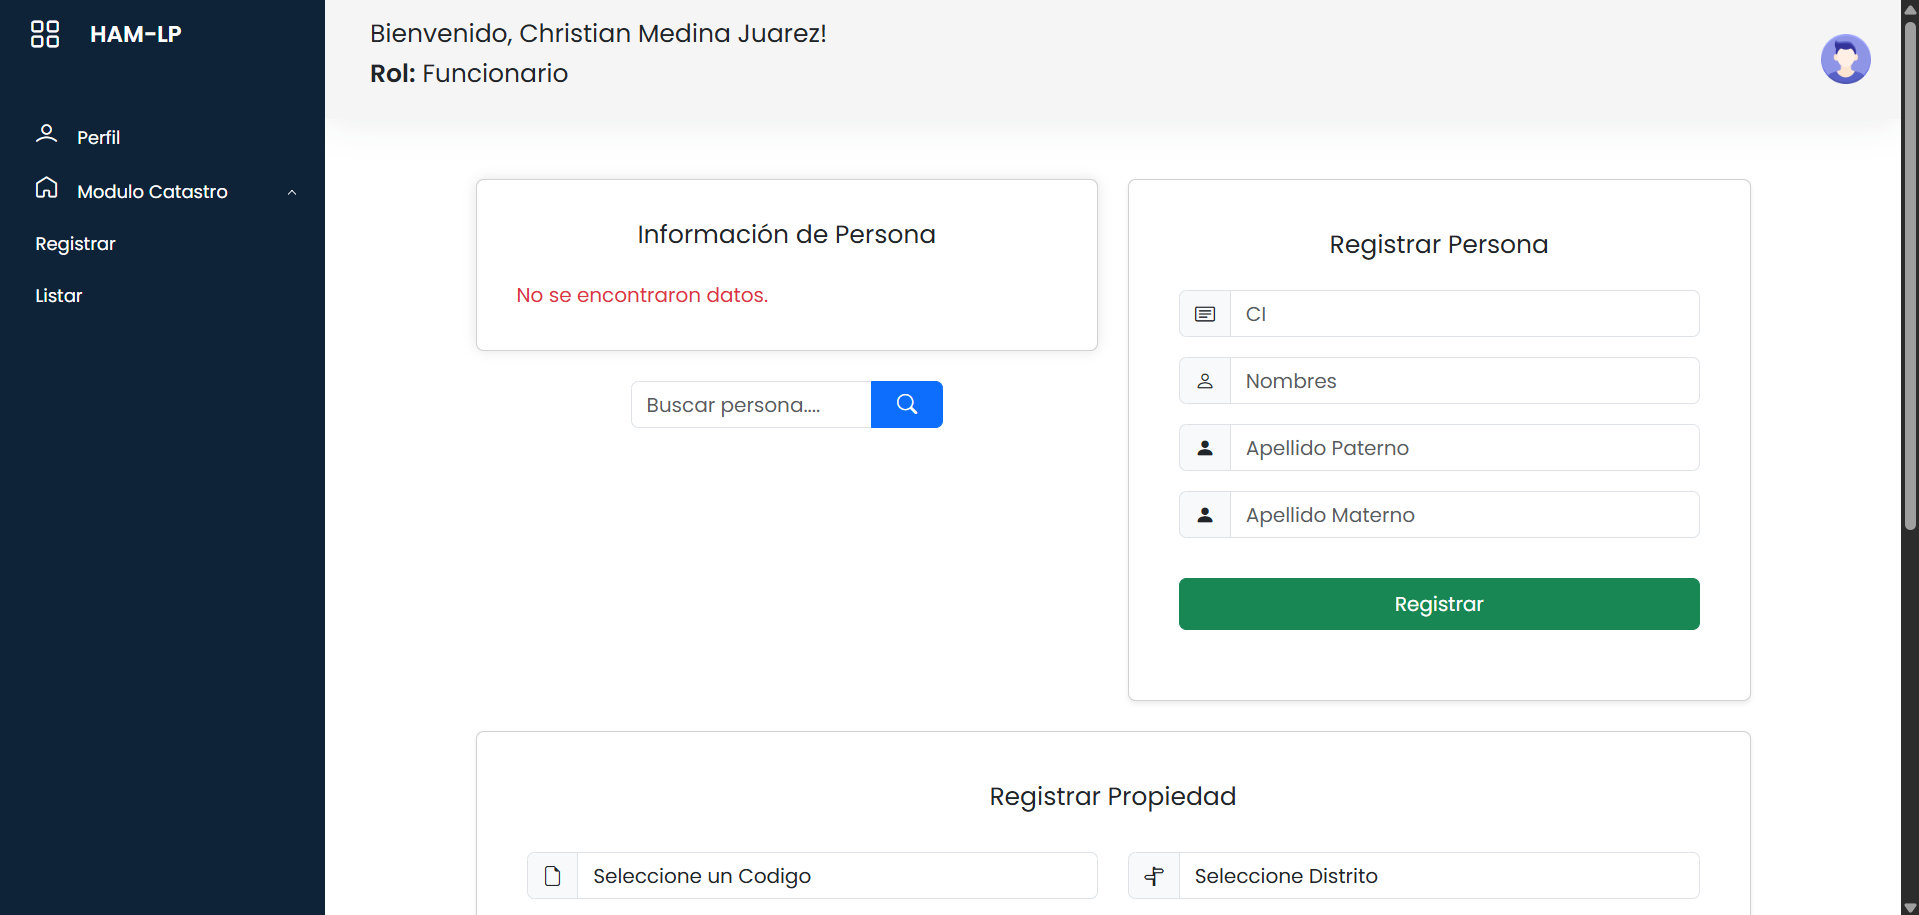 HAM-LP
Perfil
Modulo Catastro
Registrar
Listar
Bienvenido, Christian Medina Juarez!
Rol: Funcionario
Información de Persona
No se encontraron datos.
Buscar persona....
Registrar Persona
CI
Nombres
Apellido Paterno
Apellido Materno
Registrar
Registrar Propiedad
Seleccione un Codigo
Seleccione Distrito